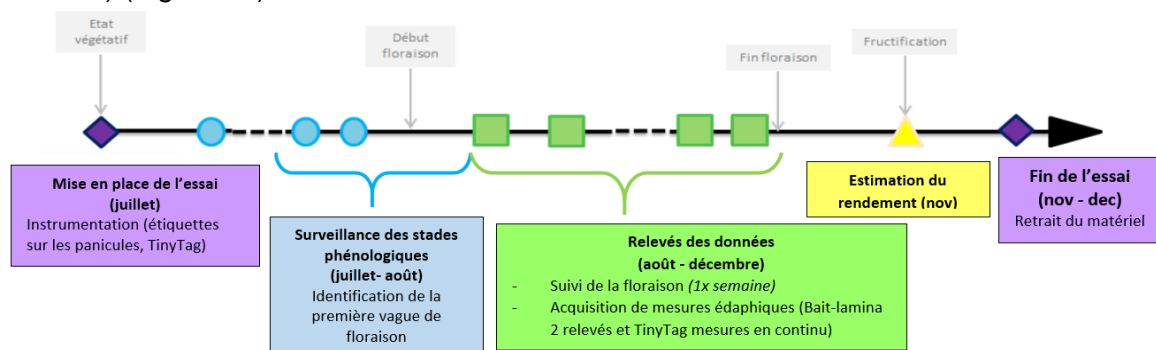 Etat
végétatif
Début
floraison
Fin floraison
Fructification
Mise en place de l'essai
(juillet)
Instrumentation (étiquettes
sur les panicules, TinyTag)
Surveillance des stades
phénologiques
(juillet- août)
Identification de la
première vague de
floraison
Relevés des données
(août - décembre)
- Suivi de la floraison (1x semaine)
- Acquisition de mesures édaphiques (Bait-lamina
2 relevés et TinyTag mesures en continu)
Estimation du
rendement (nov)
Fin de l'essai
(nov - dec)
Retrait du matériel